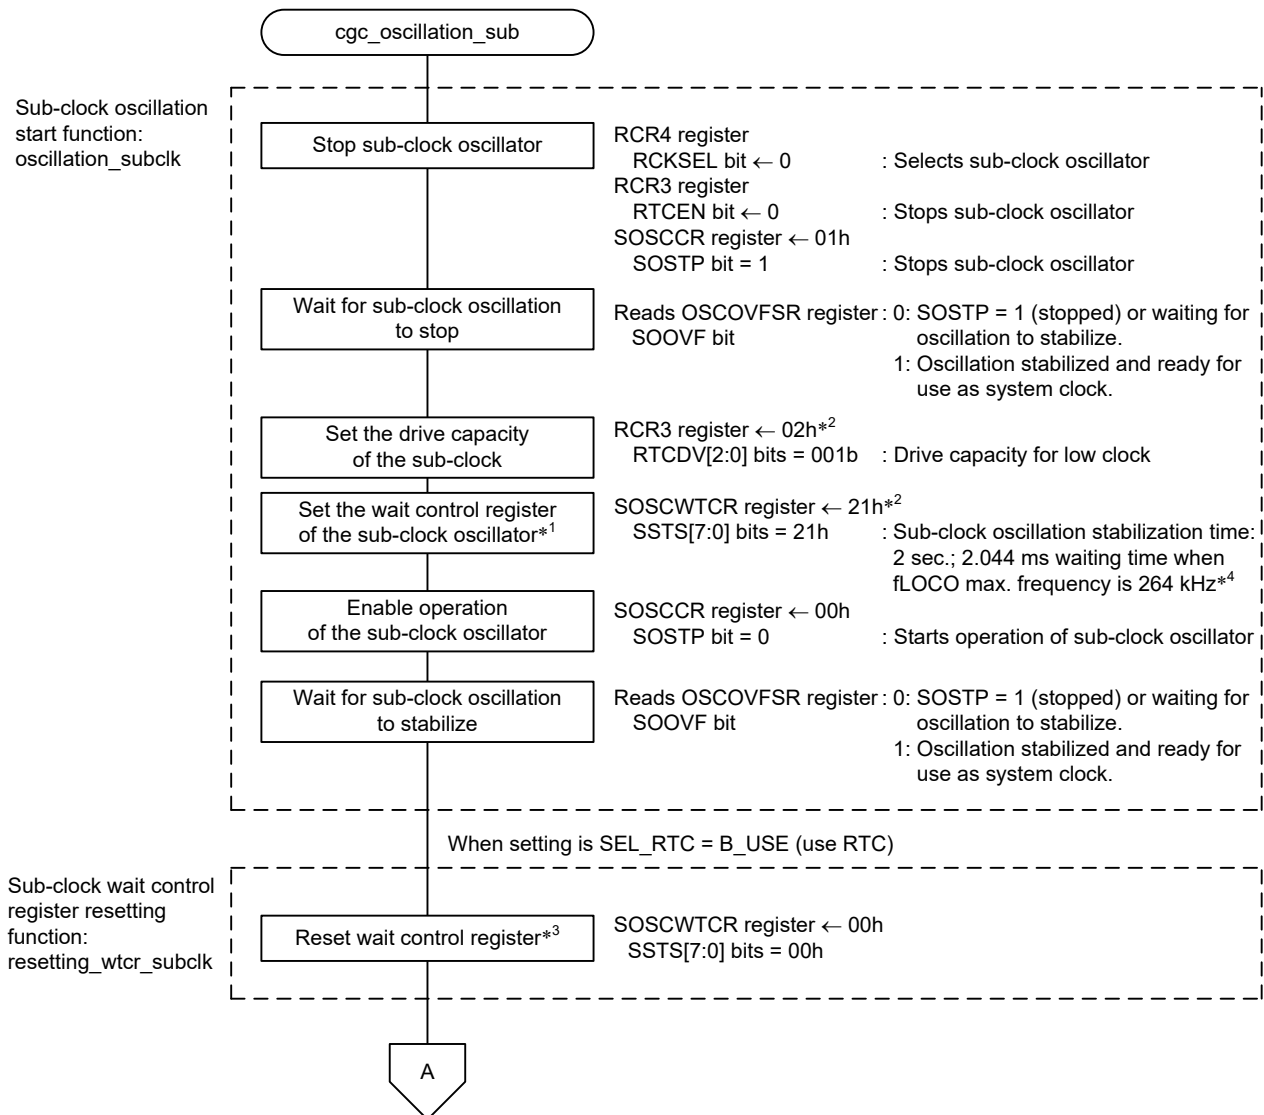 cgc_oscillation_sub
Sub-clock oscillation
start function:
oscillation_subclk
Stop sub-clock oscillator
RCR4 register
RCKSEL bit ← 0 : Selects sub-clock oscillator
RCR3 register
RTCEN bit ← 0 : Stops sub-clock oscillator
SOSCCR register ← 01h
SOSTP bit = 1 : Stops sub-clock oscillator
Wait for sub-clock oscillation
to stop
Reads OSCOVFSR register : 0: SOSTP = 1 (stopped) or waiting for
SOOVF bit oscillation to stabilize.
1: Oscillation stabilized and ready for
use as system clock.
Set the drive capacity
of the sub-clock
RCR3 register ← 02h*2
RTCDV[2:0] bits = 001b : Drive capacity for low clock
Set the wait control register
of the sub-clock oscillator*1
SOSCWTCR register ← 21h*2
SSTS[7:0] bits = 21h : Sub-clock oscillation stabilization time:
2 sec.; 2.044 ms waiting time when
fLOCO max. frequency is 264 kHz*4
Enable operation
of the sub-clock oscillator
SOSCCR register ← 00h
SOSTP bit = 0 : Starts operation of sub-clock oscillator
Wait for sub-clock oscillation
to stabilize
Reads OSCOVFSR register : 0: SOSTP = 1 (stopped) or waiting for
SOOVF bit oscillation to stabilize.
1: Oscillation stabilized and ready for
use as system clock.
When setting is SEL_RTC = B_USE (use RTC)
Sub-clock wait control
register resetting
function:
resetting_wtcr_subclk
Reset wait control register*3
SOSCWTCR register ← 00h
SSTS[7:0] bits = 00h
A